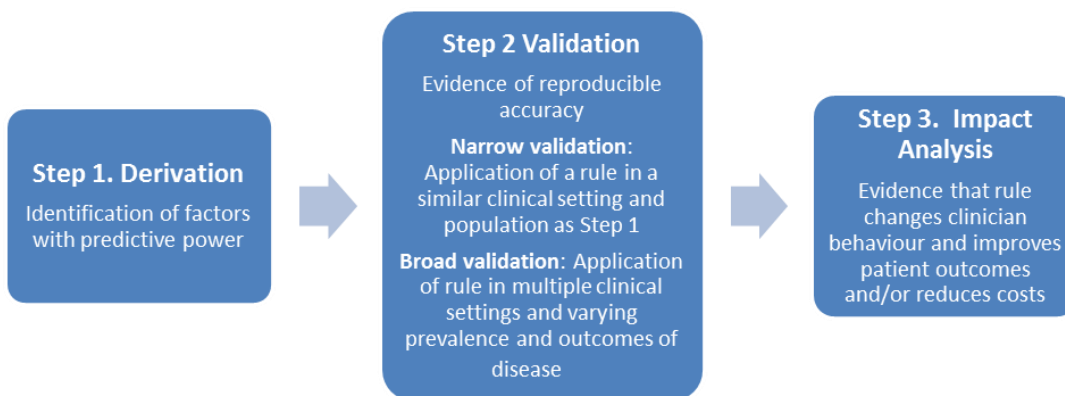 Step 1. Derivation
Identification of factors
with predictive power
Step 2 Validation
Evidence of reproducible
accuracy
Narrow validation:
Application of a rule in a
similar clinical setting and
population as Step 1
Broad validation: Application
of rule in multiple clinical
settings and varying
prevalence and outcomes of
disease
Step 3. Impact
Analysis
Evidence that rule
changes clinician
behaviour and improves
patient outcomes
and/or reduces costs